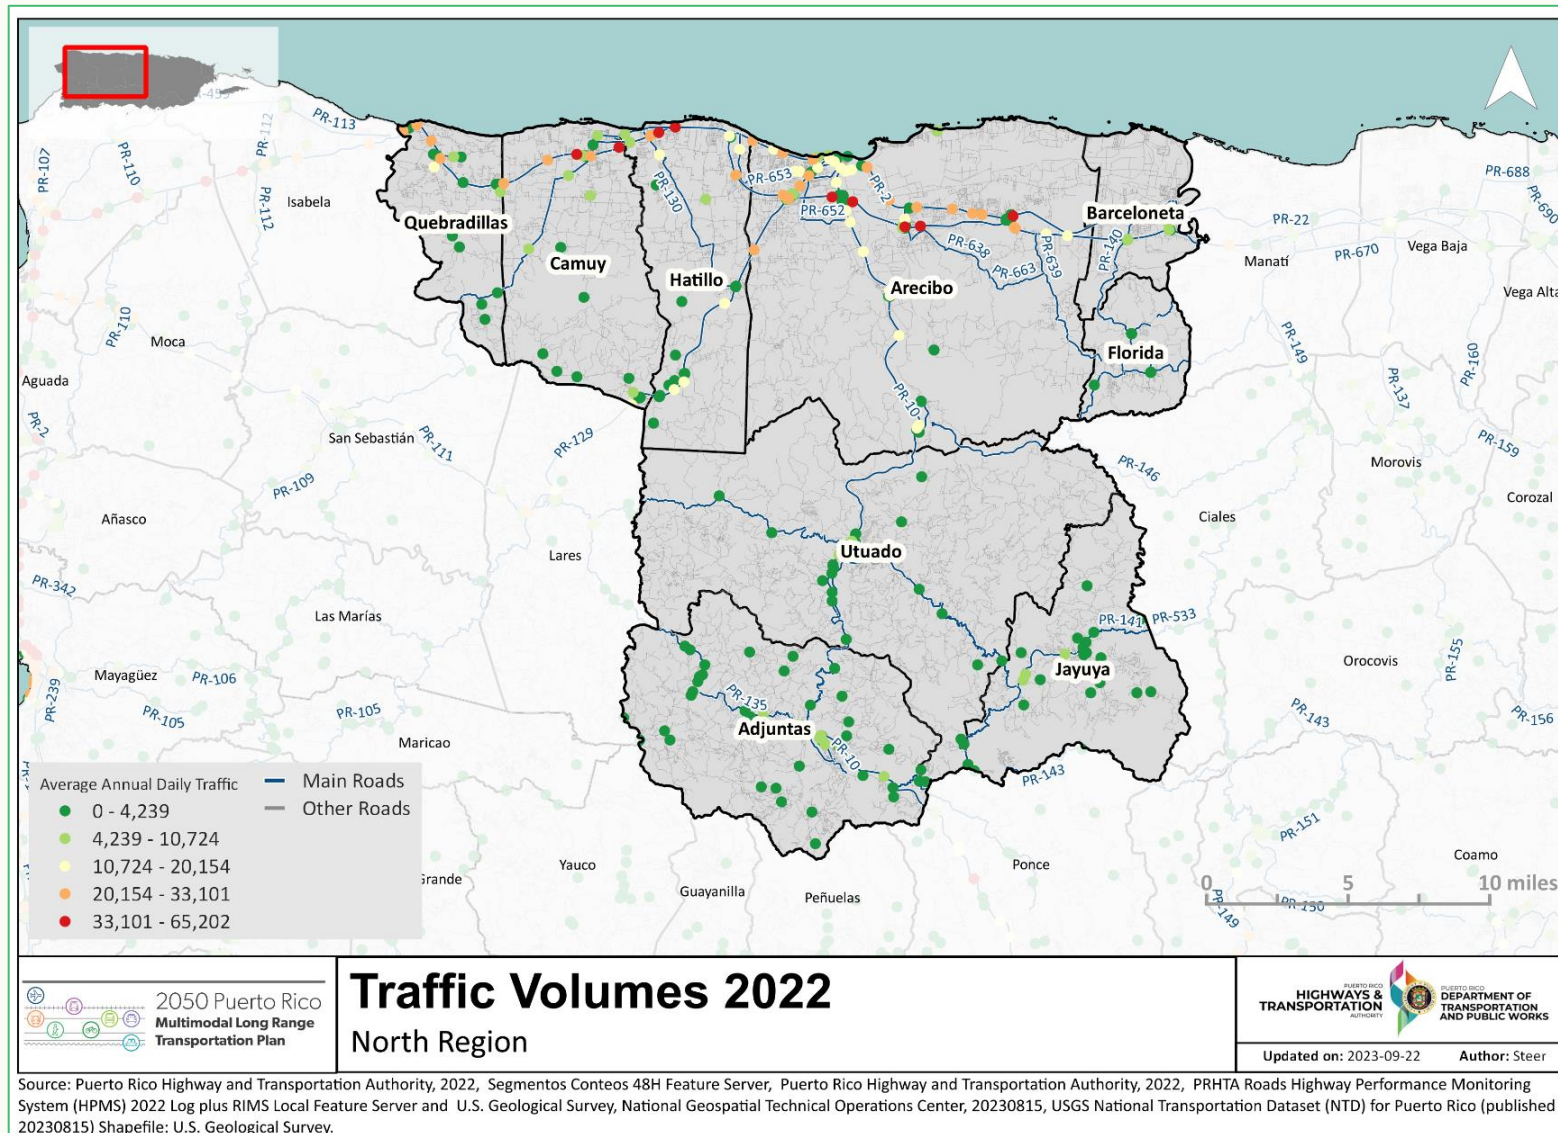 PR-459
PR-113
PR-112
PR-107
PR-110
PR-112
Isabela
PR-130
PR-653
PR-2
PR-652
PR-638
PR-663
PR-639
PR-140
PR-688
PR-690
PR-22
PR-670
Quebradillas
Camuy
Hatillo
Arecibo
Barceloneta
Manatí
Vega Baja
Vega Alta
PR-110
Moca
Aguada
PR-2
San Sebastián
PR-111
PR-129
PR-109
Florida
PR-149
PR-137
PR-160
PR-10
PR-146
Morovis
PR-159
Corozal
Añasco
Lares
Ciales
Utuado
PR-342
Las Marías
PR-141
PR-533
Jayuya
Orocovis
PR-155
Mayagüez
PR-106
PR-239
PR-105
PR-105
Maricao
PR-135
Adjuntas
PR-10
PR-143
PR-143
PR-156
PR-151
Coamo
Yauco
Grande
Guayanilla
Peñuelas
Ponce
PR-149
PR-150
0 5 10 miles
Average Annual Daily Traffic
0 - 4,239
4,239 - 10,724
10,724 - 20,154
20,154 - 33,101
33,101 - 65,202
Main Roads
Other Roads
2050 Puerto Rico
Multimodal Long Range
Transportation Plan
Traffic Volumes 2022
North Region
PUERTO RICO
HIGHWAYS &
TRANSPORTATION
AUTHORITY
PUERTO RICO
DEPARTMENT OF
TRANSPORTATION
AND PUBLIC WORKS
Updated on: 2023-09-22 Author: Steer
Source: Puerto Rico Highway and Transportation Authority, 2022, Segmentos Conteos 48H Feature Server, Puerto Rico Highway and Transportation Authority, 2022, PRHTA Roads Highway Performance Monitoring
System (HPMS) 2022 Log plus RIMS Local Feature Server and U.S. Geological Survey, National Geospatial Technical Operations Center, 20230815, USGS National Transportation Dataset (NTD) for Puerto Rico (published
20230815) Shapefile: U.S. Geological Survey.